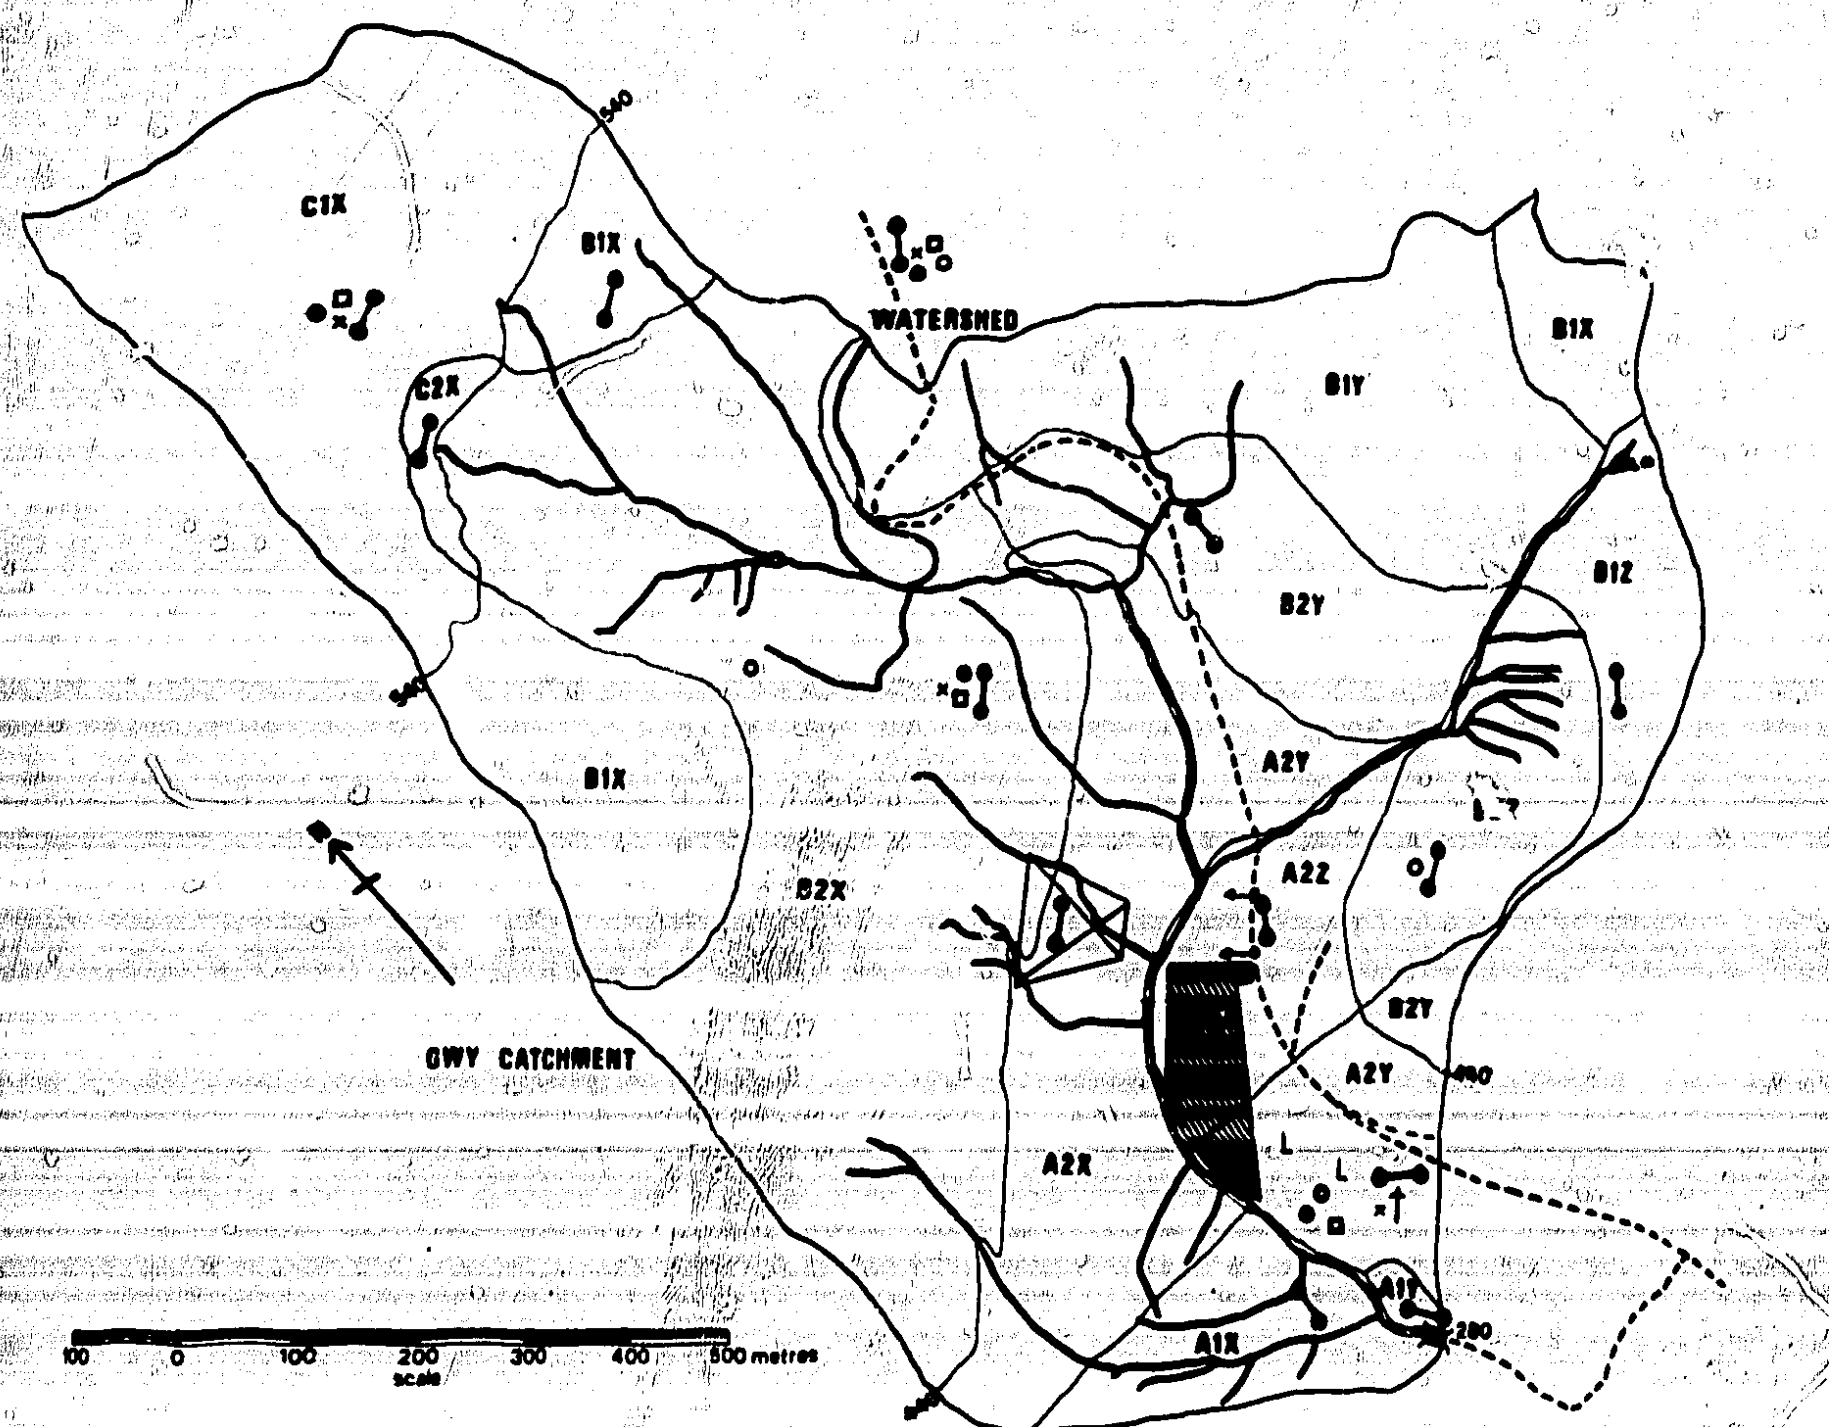 540
C1X
B1X
WATERSHED
B1X
B1Y
C2X
B1Z
B2Y
540
A2Y
B1X
B2X
A2Z
B2Y
GWY CATCHMENT
A2Y
L
A2X
L
A1Y
280
A1X
100 0 100 200 300 400 500 metres
scale